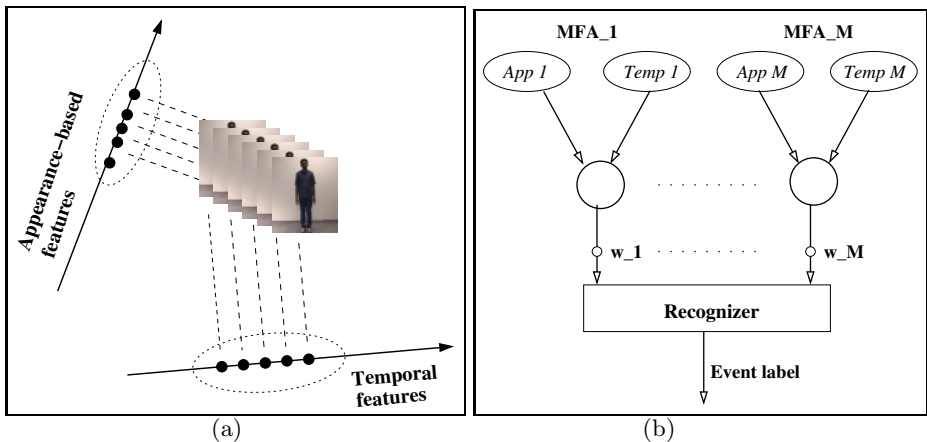 Appearance−based
features
Temporal
features
(a)
MFA_1
MFA_M
App 1
Temp 1
App M
Temp M
w_1
w_M
Recognizer
Event label
(b)